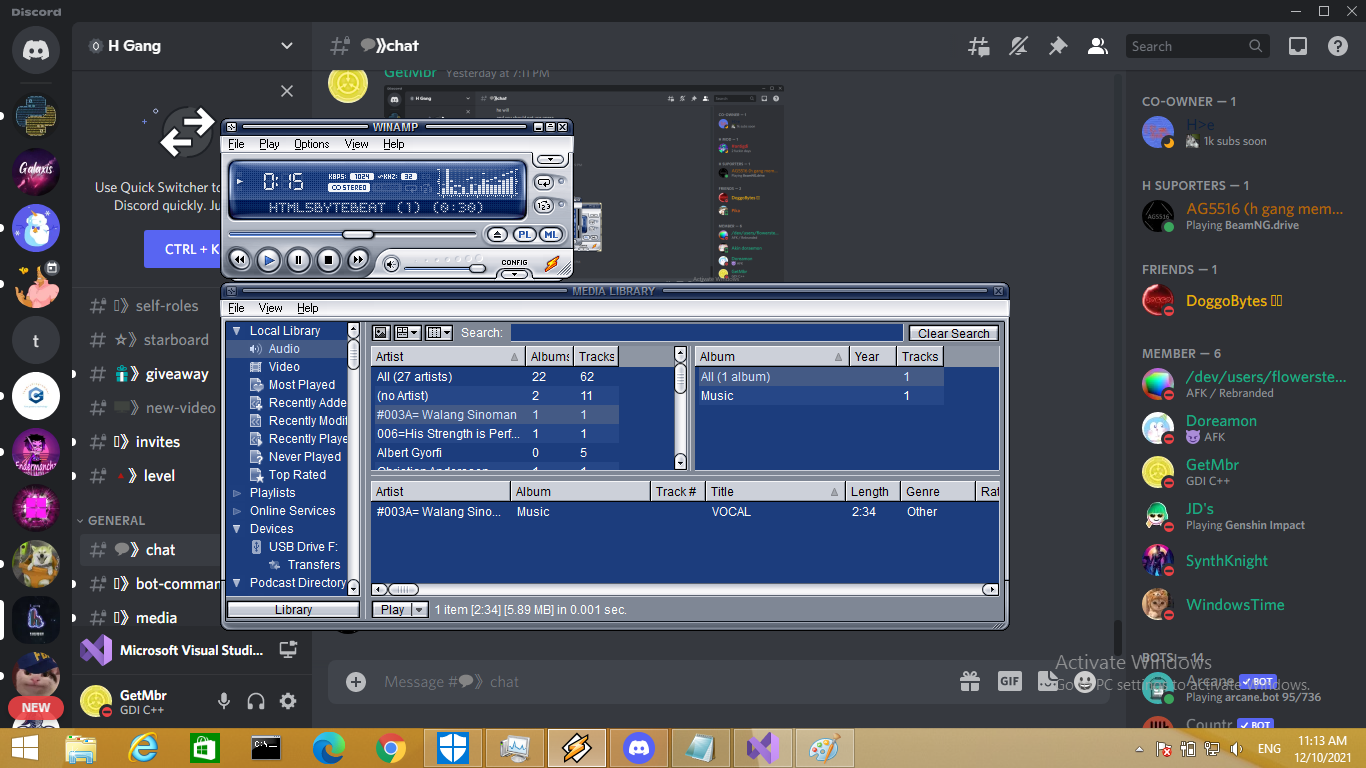 Discord
H Gang
chat
Search
GetMbr Yesterday at 7:11 PM
CTRL + K
self-roles
starboard
giveaway
new-video
invites
level
GENERAL
chat
bot-comman
media
Microsoft Visual Studi...
GetMbr
GDI C++
NEW
Galaxis
Endermanch
t
WINAMP
File Play Options View Help
0:15
KBPS: 1024 KHZ: 32
STEREO
HTML5BYTEBEAT (1) (0:30)
PL ML
CONFIG
MEDIA LIBRARY
File View Help
Local Library
Audio
Video
Most Played
Recently Adde
Recently Modif
Recently Playe
Never Played
Top Rated
Playlists
Online Services
Devices
USB Drive F:
Transfers
Podcast Directory
Library
Search:
Clear Search
Artist Albums Tracks
All (27 artists) 22 62
(no Artist) 2 11
#003A= Walang Sinoman 1 1
006=His Strength is Perf... 1 1
Albert Gyorfi 0 5
Album Year Tracks
All (1 album) 1
Music 1
Artist Album Track # Title Length Genre Rat
#003A= Walang Sino... Music VOCAL 2:34 Other
Play 1 item [2:34] [5.89 MB] in 0.001 sec.
Message # chat
GIF
CO-OWNER — 1
H>e
1k subs soon
H SUPORTERS — 1
AG5516
AG5516 (h gang mem...
Playing BeamNG.drive
FRIENDS — 1
DoggoBytes
MEMBER — 6
/dev/users/flowerste...
AFK / Rebranded
Doreamon
AFK
GetMbr
GDI C++
JD's
Playing Genshin Impact
SynthKnight
WindowsTime
BOTS — 14
Arcane BOT
Playing arcane.bot 95/736
Countr BOT
Activate Windows
Go to PC settings to activate Windows.
ENG
11:13 AM
12/10/2021